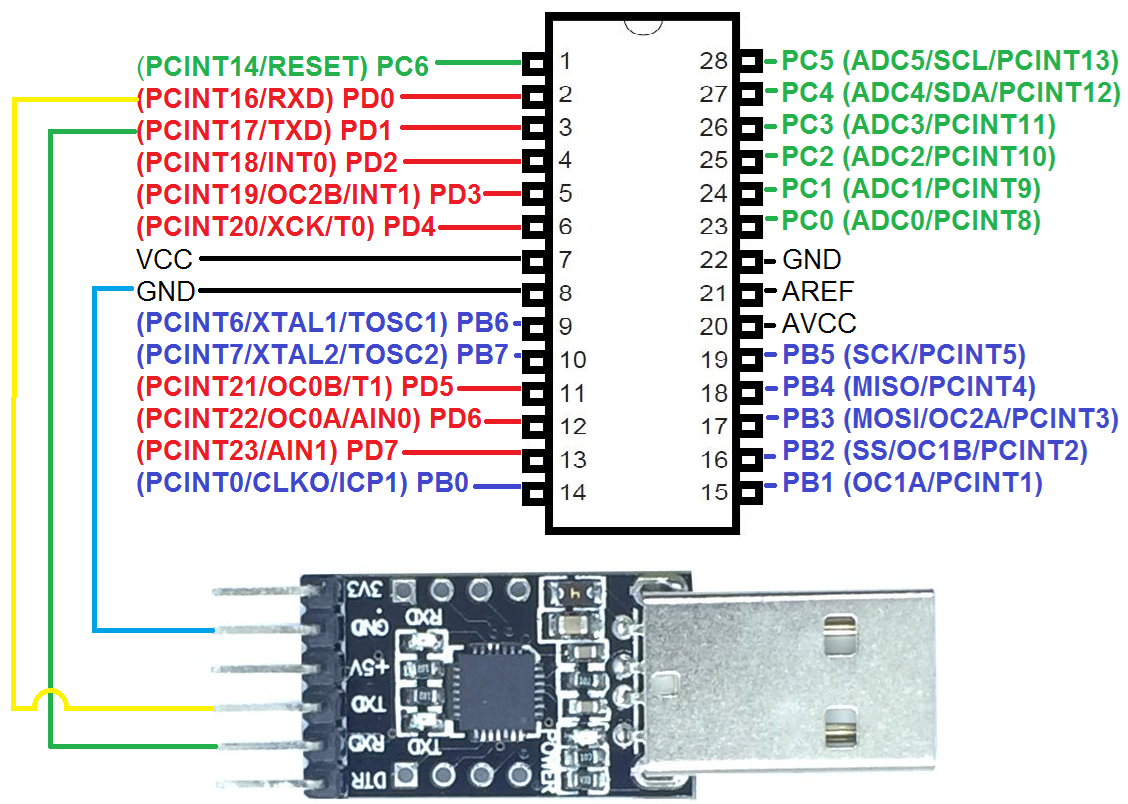 (PCINT14/RESET) PC6
(PCINT16/RXD) PD0
(PCINT17/TXD) PD1
(PCINT18/INT0) PD2
(PCINT19/OC2B/INT1) PD3
(PCINT20/XCK/T0) PD4
VCC
GND
(PCINT6/XTAL1/TOSC1) PB6
(PCINT7/XTAL2/TOSC2) PB7
(PCINT21/OC0B/T1) PD5
(PCINT22/OC0A/AIN0) PD6
(PCINT23/AIN1) PD7
(PCINT0/CLKO/ICP1) PB0
1
2
3
4
5
6
7
8
9
10
11
12
13
14
28
27
26
25
24
23
22
21
20
19
18
17
16
15
PC5 (ADC5/SCL/PCINT13)
PC4 (ADC4/SDA/PCINT12)
PC3 (ADC3/PCINT11)
PC2 (ADC2/PCINT10)
PC1 (ADC1/PCINT9)
PC0 (ADC0/PCINT8)
GND
AREF
AVCC
PB5 (SCK/PCINT5)
PB4 (MISO/PCINT4)
PB3 (MOSI/OC2A/PCINT3)
PB2 (SS/OC1B/PCINT2)
PB1 (OC1A/PCINT1)
3V3
GND
+5V
TXD
RXD
DTR
RXD
TXD
POWER